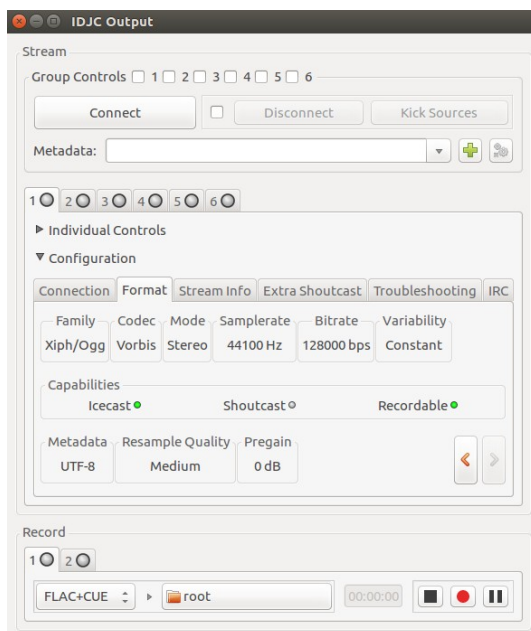 IDJC Output
Stream
Group Controls 1 2 3 4 5 6
Connect Disconnect Kick Sources
Metadata:
1 2 3 4 5 6
Individual Controls
Configuration
Connection Format Stream Info Extra Shoutcast Troubleshooting IRC
Family Codec Mode Samplerate Bitrate Variability
Xiph/Ogg Vorbis Stereo 44100 Hz 128000 bps Constant
Capabilities
Icecast Shoutcast Recordable
Metadata Resample Quality Pregain
UTF-8 Medium 0 dB
Record
1 2
FLAC+CUE root 00:00:00